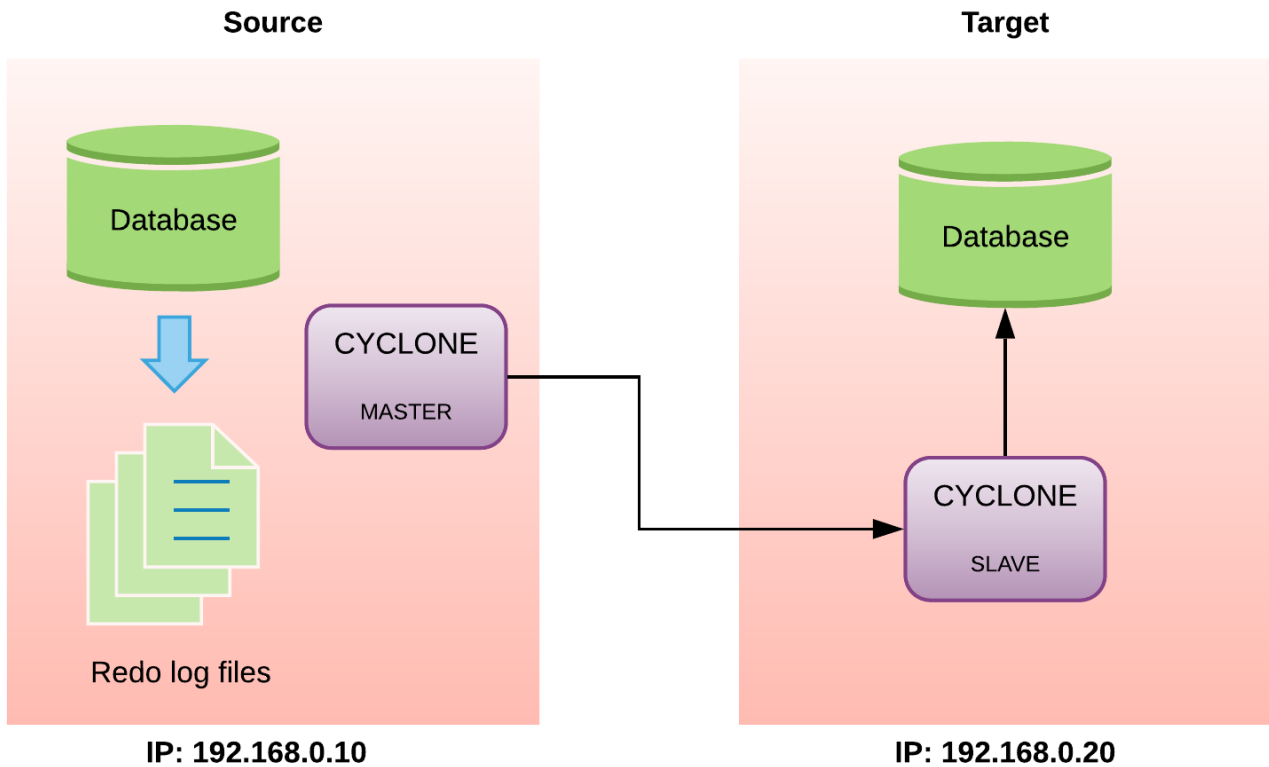 Source
Target
Database
Database
CYCLONE
MASTER
CYCLONE
SLAVE
Redo log files
IP: 192.168.0.10
IP: 192.168.0.20